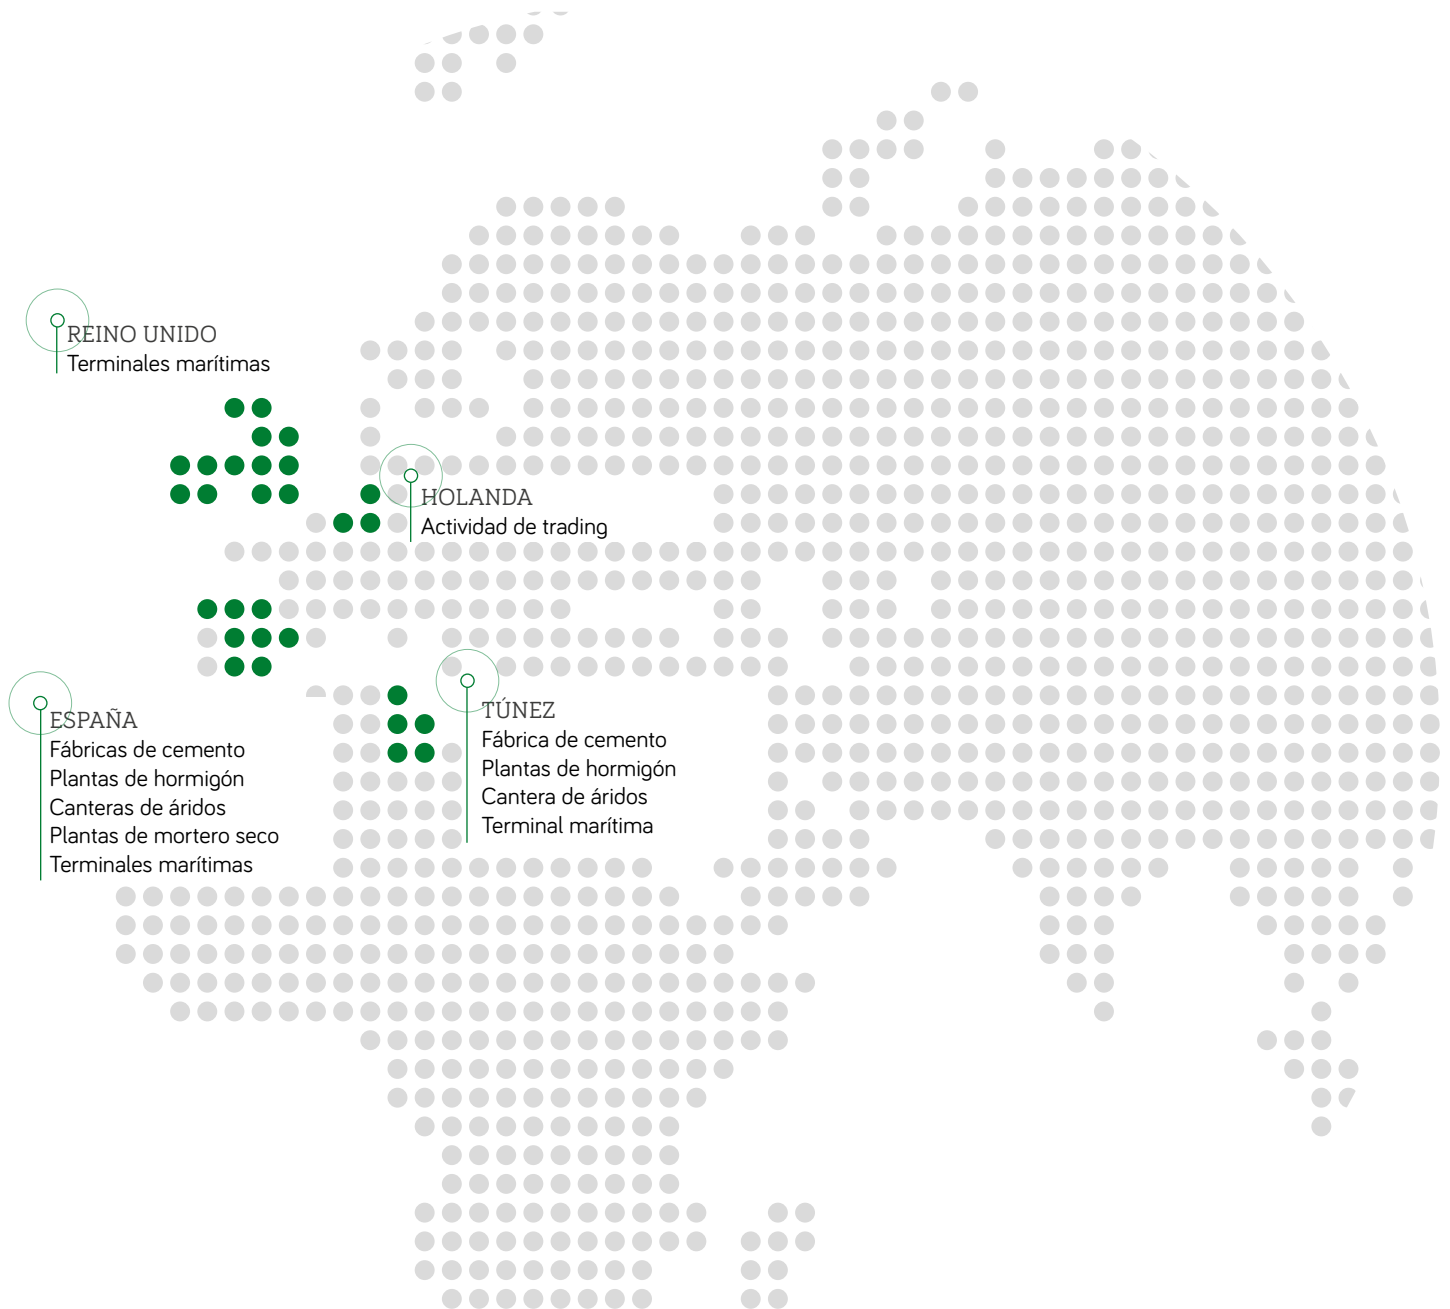 REINO UNIDO
Terminales marítimas
HOLANDA
Actividad de trading
ESPAÑA
Fábricas de cemento
Plantas de hormigón
Canteras de áridos
Plantas de mortero seco
Terminales marítimas
TÚNEZ
Fábrica de cemento
Plantas de hormigón
Cantera de áridos
Terminal marítima